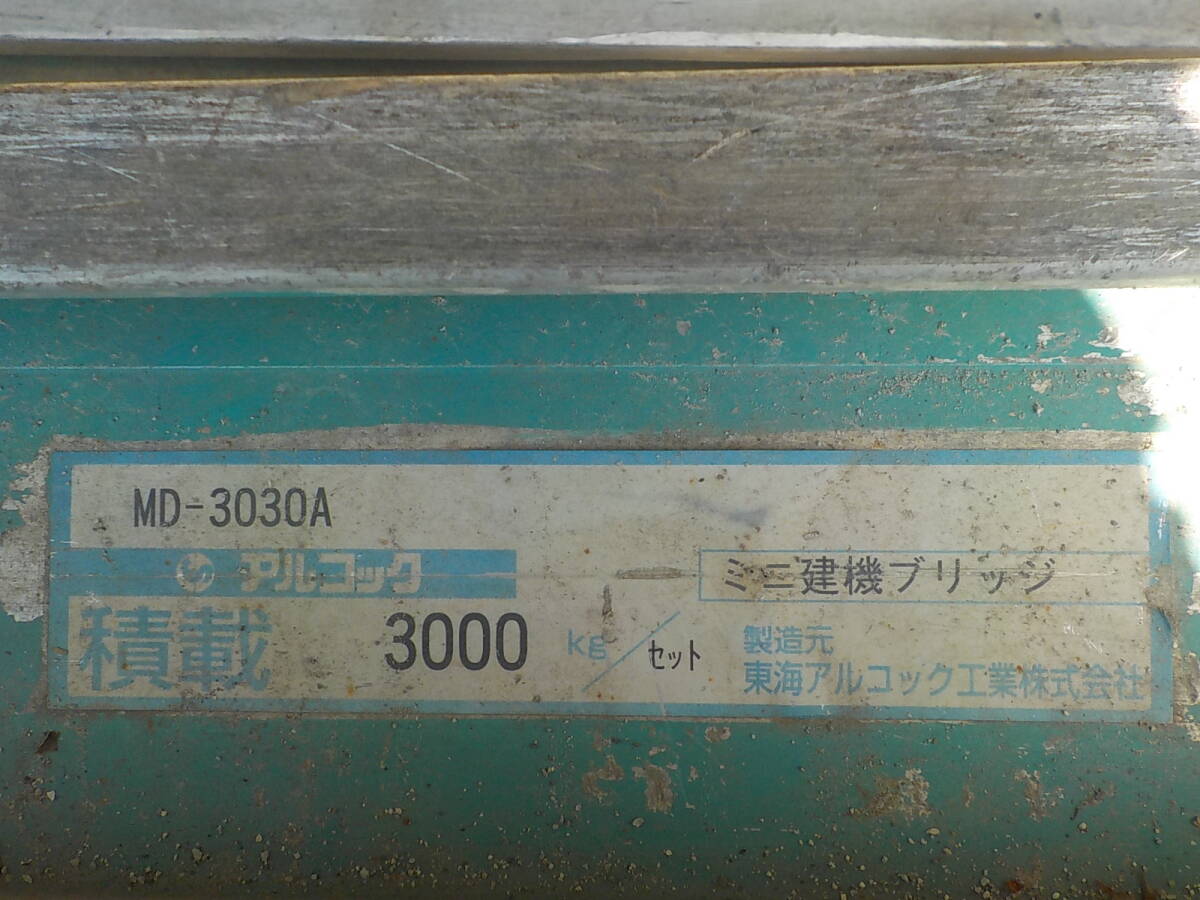 MD-3030A
アルコック
ミニ建機ブリッジ
積載 3000 kg/セット
製造元
東海アルコック工業株式会社